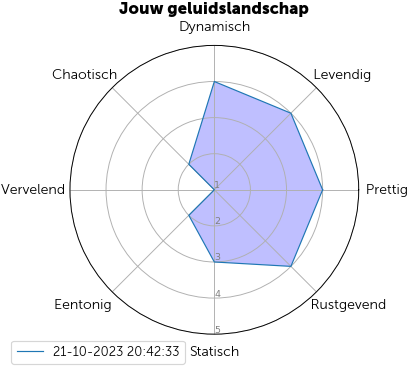 Jouw geluidslandschap
Dynamisch
Chaotisch
Levendig
Vervelend
1
Prettig
2
3
Eentonig
4
Rustgevend
5
21-10-2023 20:42:33
Statisch